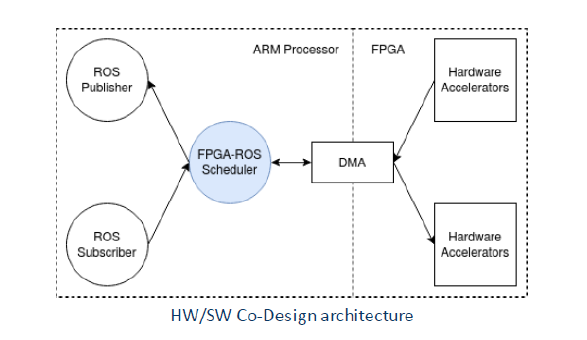 ARM Processor
FPGA
ROS
Publisher
Hardware
Accelerators
FPGA-ROS
Scheduler
DMA
ROS
Subscriber
Hardware
Accelerators
HW/SW Co-Design architecture